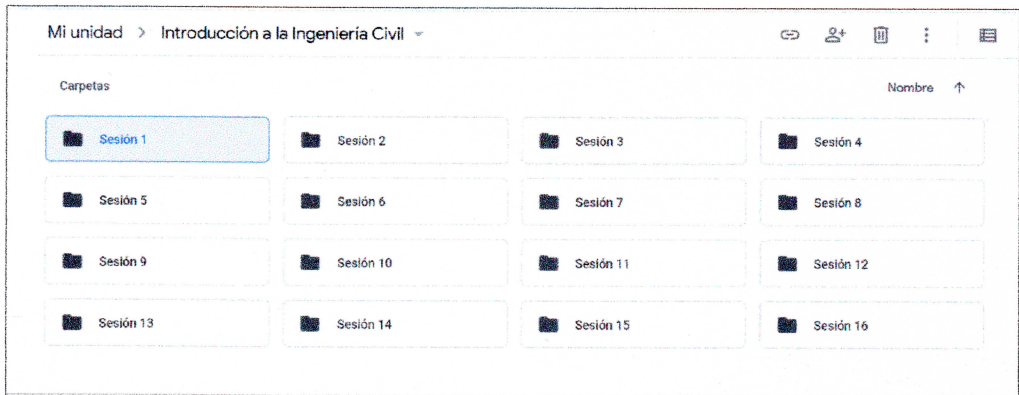 Mi unidad > Introducción a la Ingeniería Civil
Carpetas Nombre ↑
Sesión 1 Sesión 2 Sesión 3 Sesión 4
Sesión 5 Sesión 6 Sesión 7 Sesión 8
Sesión 9 Sesión 10 Sesión 11 Sesión 12
Sesión 13 Sesión 14 Sesión 15 Sesión 16